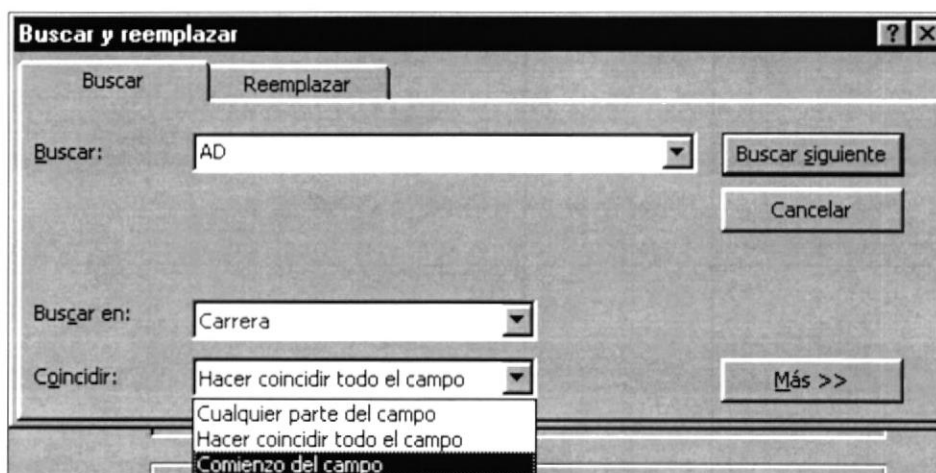 Buscar y reemplazar
Buscar
Reemplazar
Buscar:
AD
Buscar siguiente
Cancelar
Buscar en:
Carrera
Coincidir:
Hacer coincidir todo el campo
Más >>
Cualquier parte del campo
Hacer coincidir todo el campo
Comienzo del campo